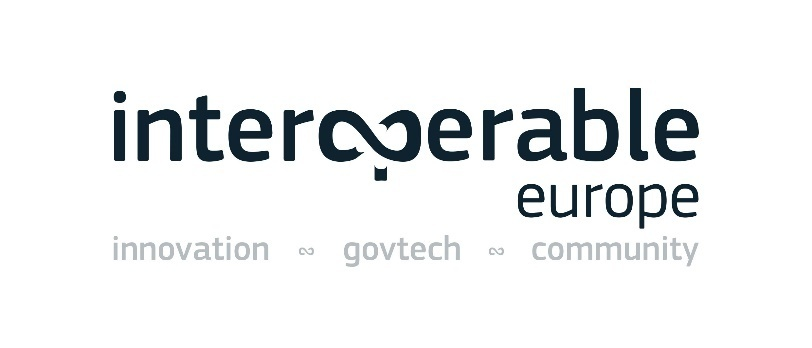 interoperable
europe
innovation ∾ govtech ∾ community